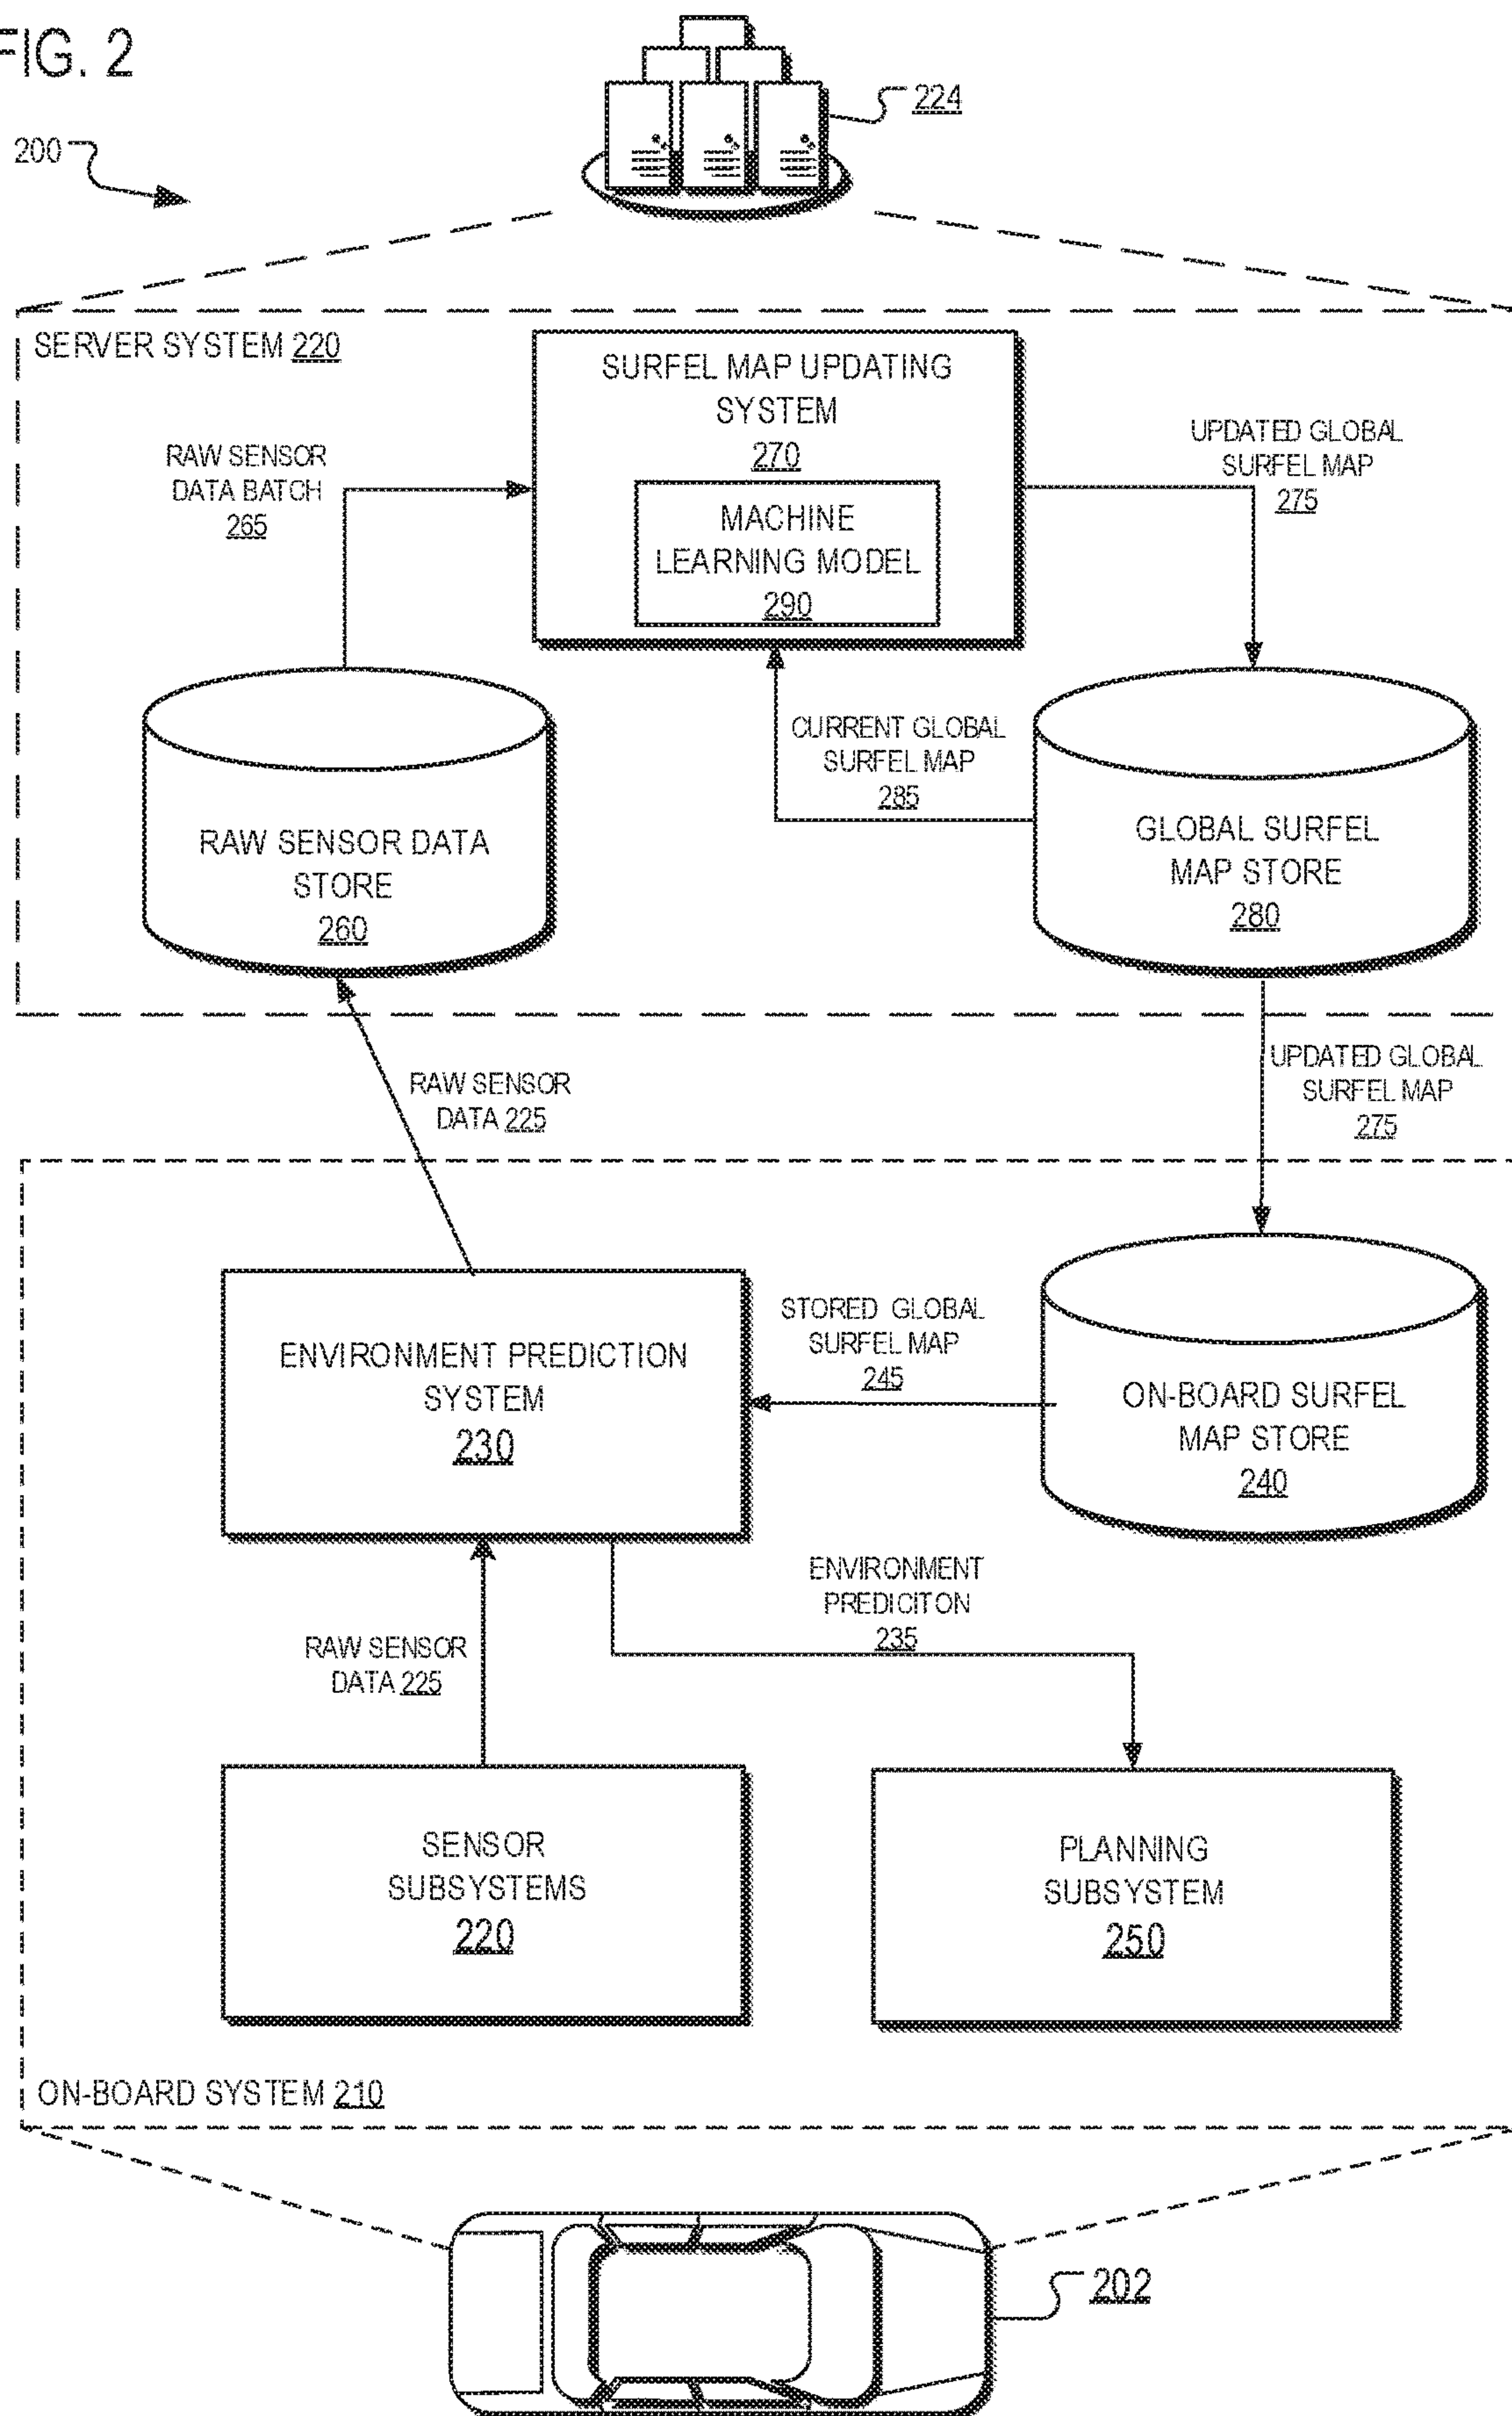 FIG. 2
224
200
SERVER SYSTEM 220
SURFEL MAP UPDATING
SYSTEM
270
MACHINE
LEARNING MODEL
290
RAW SENSOR
DATA BATCH
265
UPDATED GLOBAL
SURFEL MAP
275
CURRENT GLOBAL
SURFEL MAP
285
RAW SENSOR DATA
STORE
260
GLOBAL SURFEL
MAP STORE
280
RAW SENSOR
DATA 225
UPDATED GLOBAL
SURFEL MAP
275
ENVIRONMENT PREDICTION
SYSTEM
230
STORED GLOBAL
SURFEL MAP
245
ON-BOARD SURFEL
MAP STORE
240
ENVIRONMENT
PREDICITON
235
RAW SENSOR
DATA 225
SENSOR
SUBSYSTEMS
220
PLANNING
SUBSYSTEM
250
ON-BOARD SYSTEM 210
202